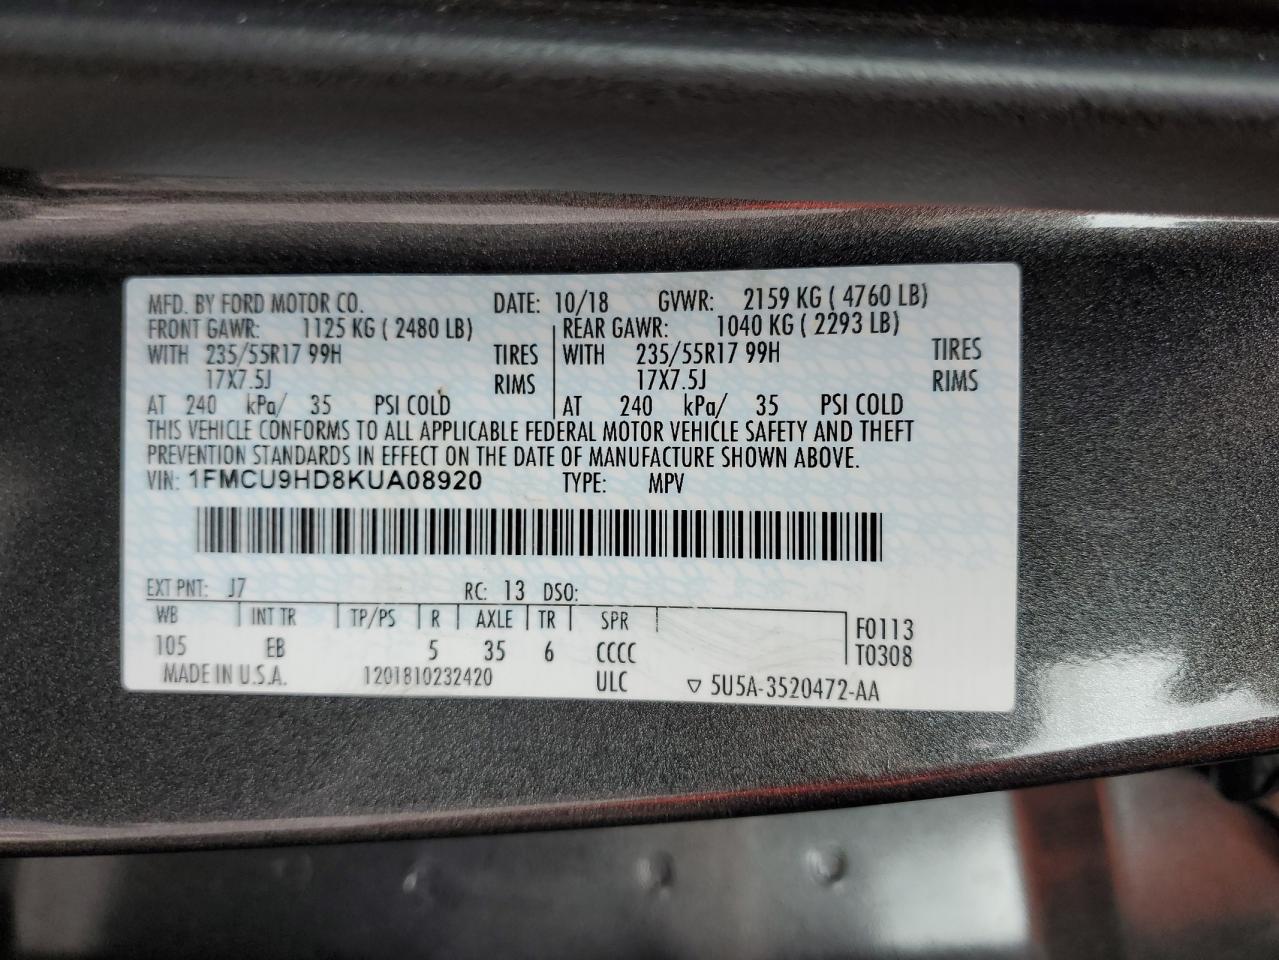 MFD. BY FORD MOTOR CO. DATE: 10/18 GVWR: 2159 KG ( 4760 LB)
FRONT GAWR: 1125 KG ( 2480 LB) REAR GAWR: 1040 KG ( 2293 LB)
WITH 235/55R17 99H TIRES WITH 235/55R17 99H TIRES
17X7.5J RIMS 17X7.5J RIMS
AT 240 kPa/ 35 PSI COLD AT 240 kPa/ 35 PSI COLD
THIS VEHICLE CONFORMS TO ALL APPLICABLE FEDERAL MOTOR VEHICLE SAFETY AND THEFT
PREVENTION STANDARDS IN EFFECT ON THE DATE OF MANUFACTURE SHOWN ABOVE.
VIN: 1FMCU9HD8KUA08920 TYPE: MPV
EXT PNT: J7 RC: 13 DSO:
WB INT TR TP/PS R AXLE TR SPR F0113
105 EB 5 35 6 CCCC T0308
MADE IN U.S.A. 1201810232420 ULC ▽ 5U5A-3520472-AA